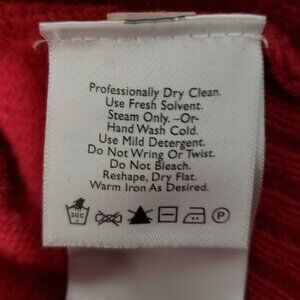 Professionally Dry Clean.
Use Fresh Solvent.
Steam Only. –Or-
Hand Wash Cold.
Use Mild Detergent.
Do Not Wring Or Twist.
Do Not Bleach.
Reshape, Dry Flat.
Warm Iron As Desired.
30C P